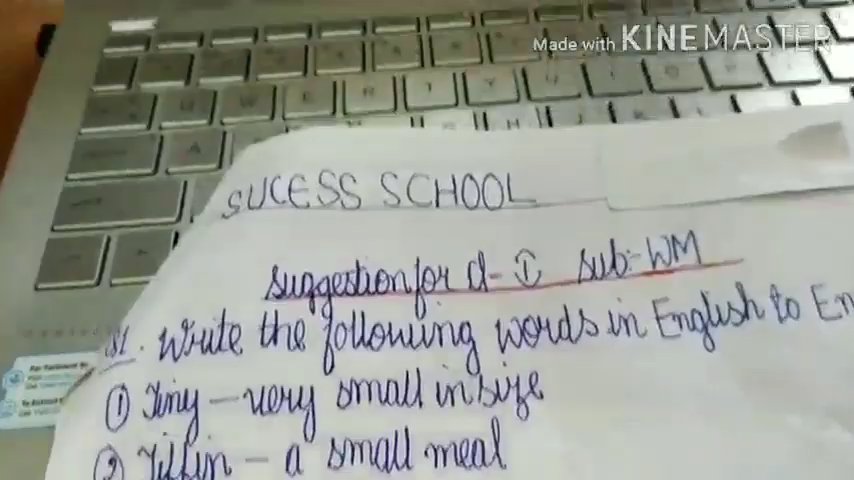 Made with KINEMASTER
SUCESS SCHOOL
Suggestion for cl- I Sub:- WM
Write the following words in English to En
① Tiny — very small in size
② Tiffin — a small meal